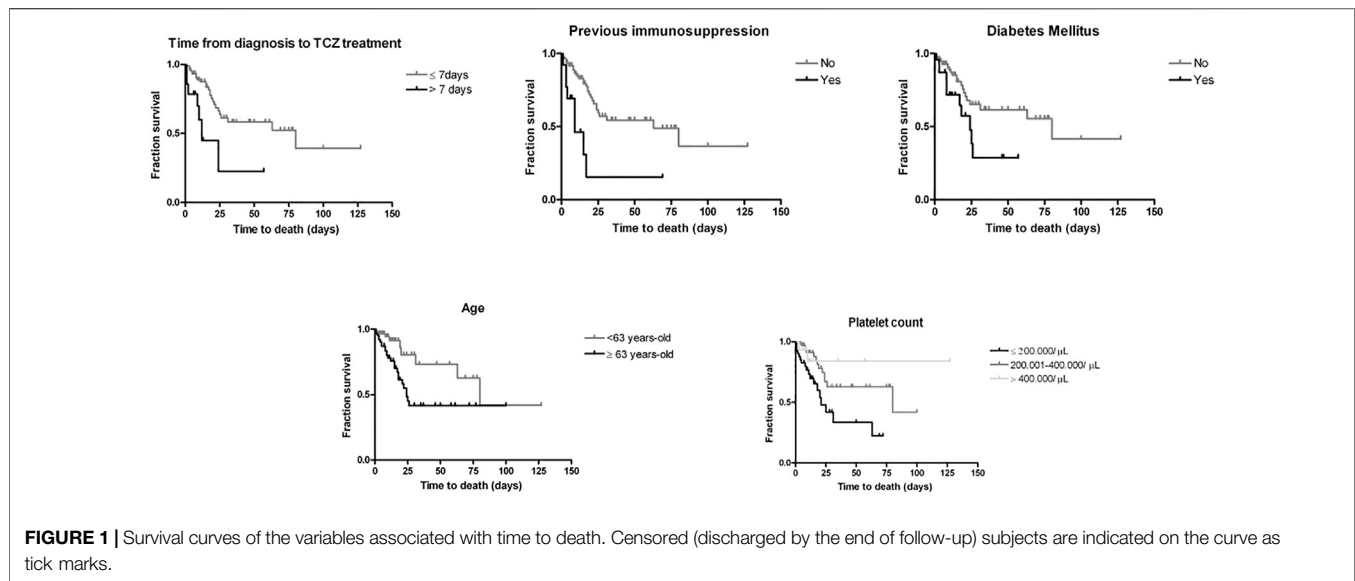 Time from diagnosis to TCZ treatment
Fraction survival
1.0
0.5
0.0
0 25 50 75 100 125 150
Time to death (days)
≤ 7days
> 7 days
Previous immunosuppression
Fraction survival
1.0
0.5
0.0
0 25 50 75 100 125 150
Time to death (days)
No
Yes
Diabetes Mellitus
Fraction survival
1.0
0.5
0.0
0 25 50 75 100 125 150
Time to death (days)
No
Yes
Age
Fraction survival
1.0
0.5
0.0
0 25 50 75 100 125 150
Time to death (days)
<63 years-old
≥ 63 years-old
Platelet count
Fraction survival
1.0
0.5
0.0
0 25 50 75 100 125 150
Time to death (days)
≤ 200.000/ μL
200.001-400.000/ μL
> 400.000/ μL
FIGURE 1 | Survival curves of the variables associated with time to death. Censored (discharged by the end of follow-up) subjects are indicated on the curve as
tick marks.